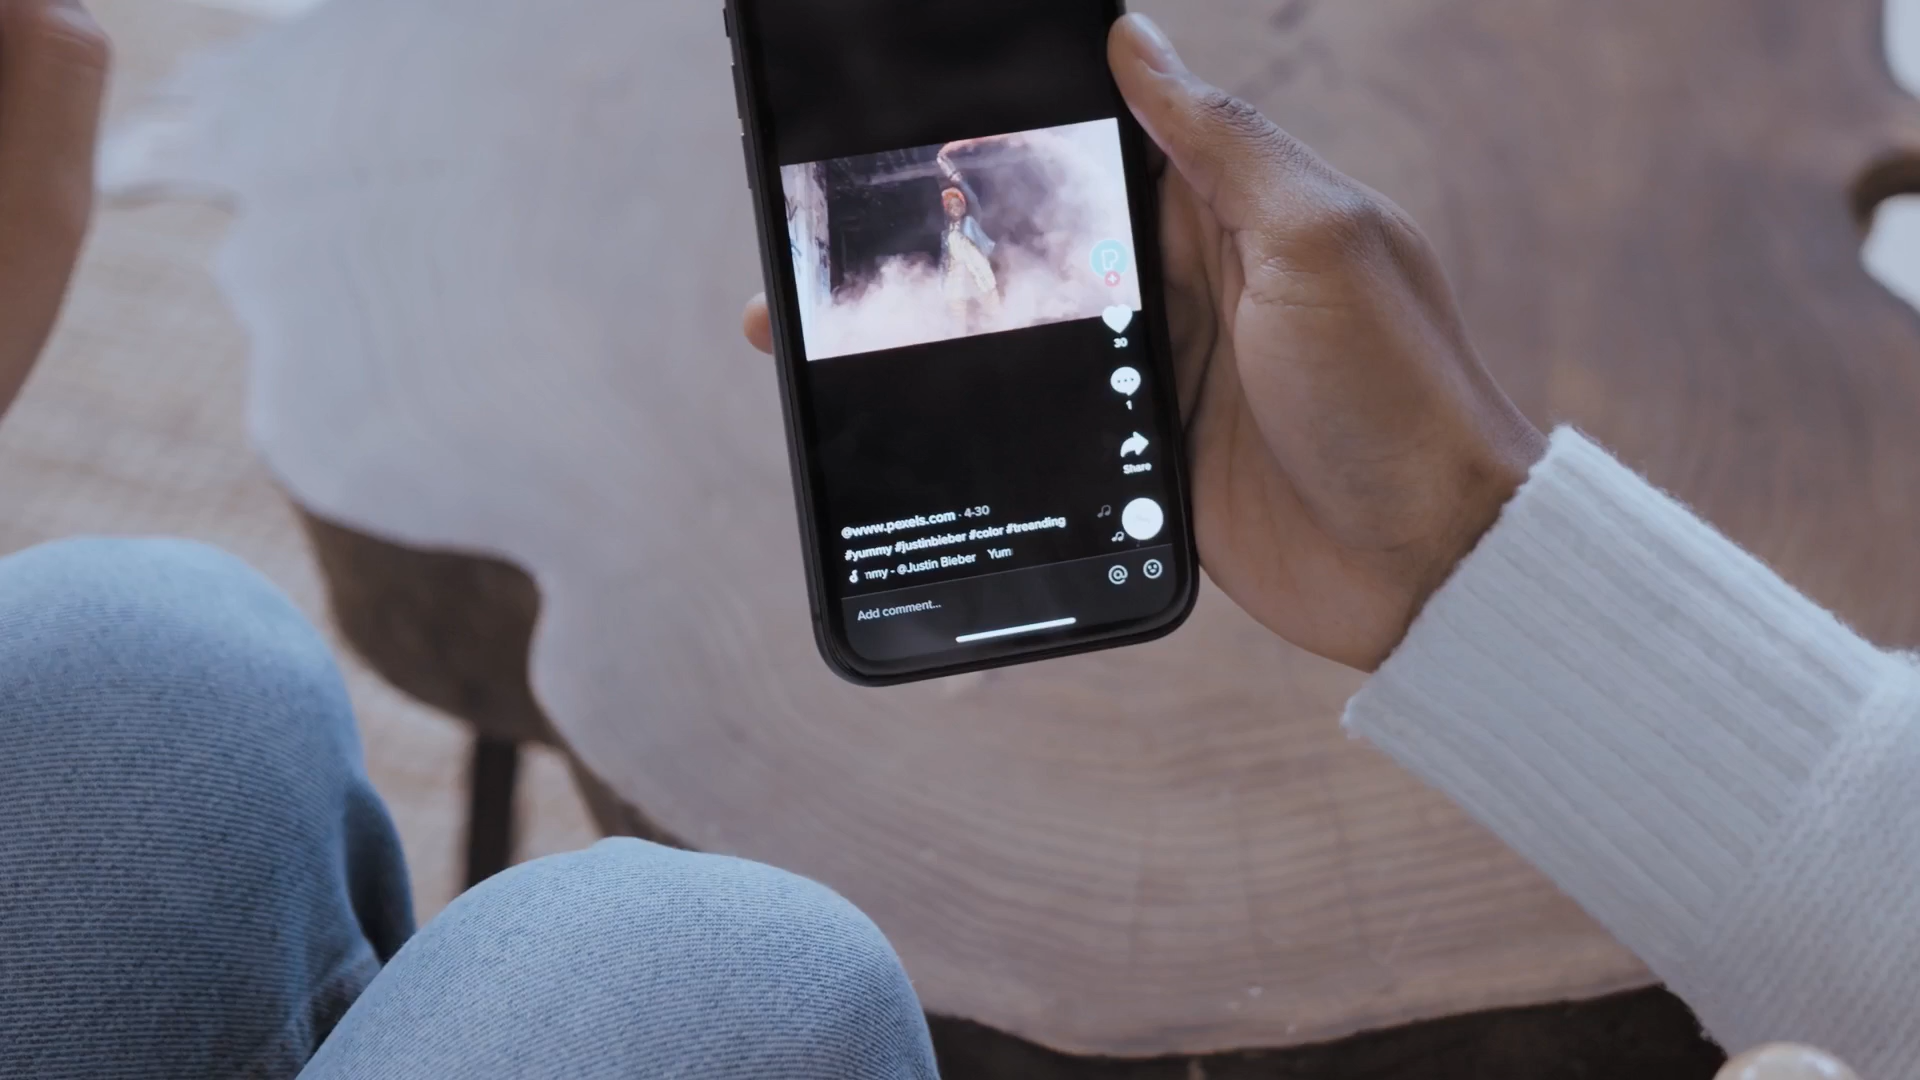 30
1
Share
@www.pexels.com · 4-30
#yummy #justinbieber #color #treanding
nmy - @Justin Bieber Yum
Add comment...